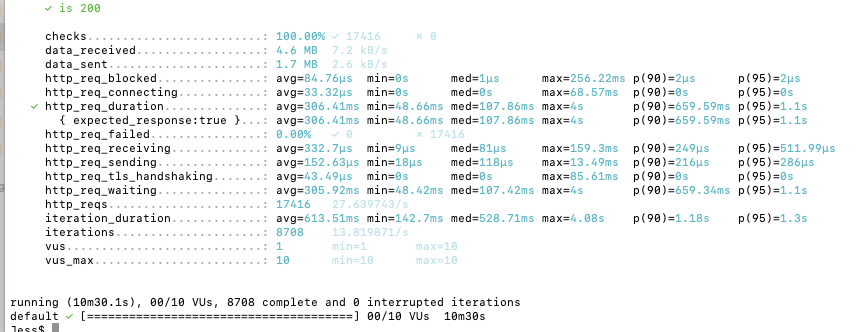 ✓ is 200
checks.........................: 100.00% ✓ 17416 ✗ 0
data_received..................: 4.6 MB 7.2 kB/s
data_sent......................: 1.7 MB 2.6 kB/s
http_req_blocked...............: avg=84.76µs min=0s med=1µs max=256.22ms p(90)=2µs p(95)=2µs
http_req_connecting............: avg=33.32µs min=0s med=0s max=68.57ms p(90)=0s p(95)=0s
✓ http_req_duration..............: avg=306.41ms min=48.66ms med=107.86ms max=4s p(90)=659.59ms p(95)=1.1s
{ expected_response:true }...: avg=306.41ms min=48.66ms med=107.86ms max=4s p(90)=659.59ms p(95)=1.1s
http_req_failed................: 0.00% ✓ 0 ✗ 17416
http_req_receiving.............: avg=332.7µs min=9µs med=81µs max=159.3ms p(90)=249µs p(95)=511.99µs
http_req_sending...............: avg=152.63µs min=18µs med=118µs max=13.49ms p(90)=216µs p(95)=286µs
http_req_tls_handshaking.......: avg=43.49µs min=0s med=0s max=85.61ms p(90)=0s p(95)=0s
http_req_waiting...............: avg=305.92ms min=48.42ms med=107.42ms max=4s p(90)=659.34ms p(95)=1.1s
http_reqs......................: 17416 27.639743/s
iteration_duration.............: avg=613.51ms min=142.7ms med=528.71ms max=4.08s p(90)=1.18s p(95)=1.3s
iterations.....................: 8708 13.819871/s
vus............................: 1 min=1 max=10
vus_max........................: 10 min=10 max=10
running (10m30.1s), 00/10 VUs, 8708 complete and 0 interrupted iterations
default ✓ [======================================] 00/10 VUs 10m30s
Jess$